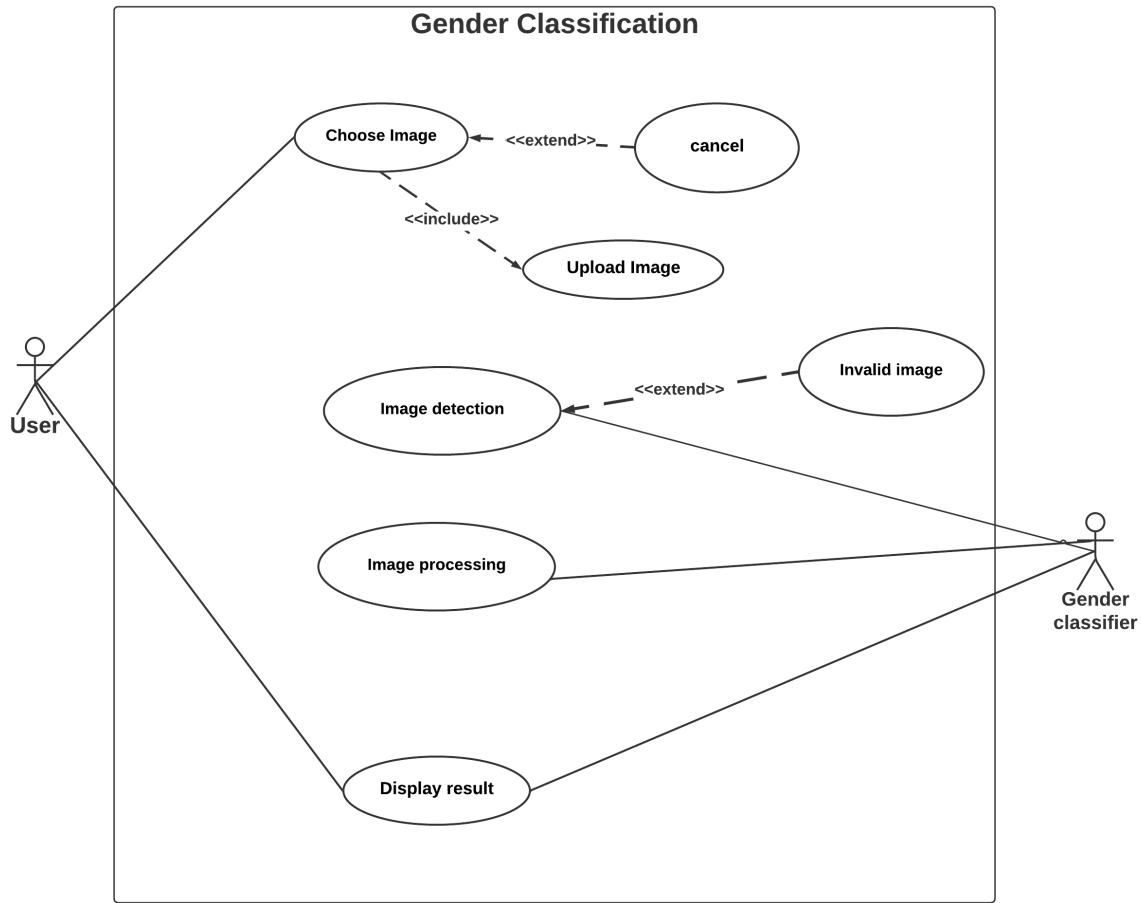 Gender Classification
Choose Image
<<extend>>
cancel
<<include>>
Upload Image
Invalid image
<<extend>>
Image detection
User
Image processing
Gender
classifier
Display result